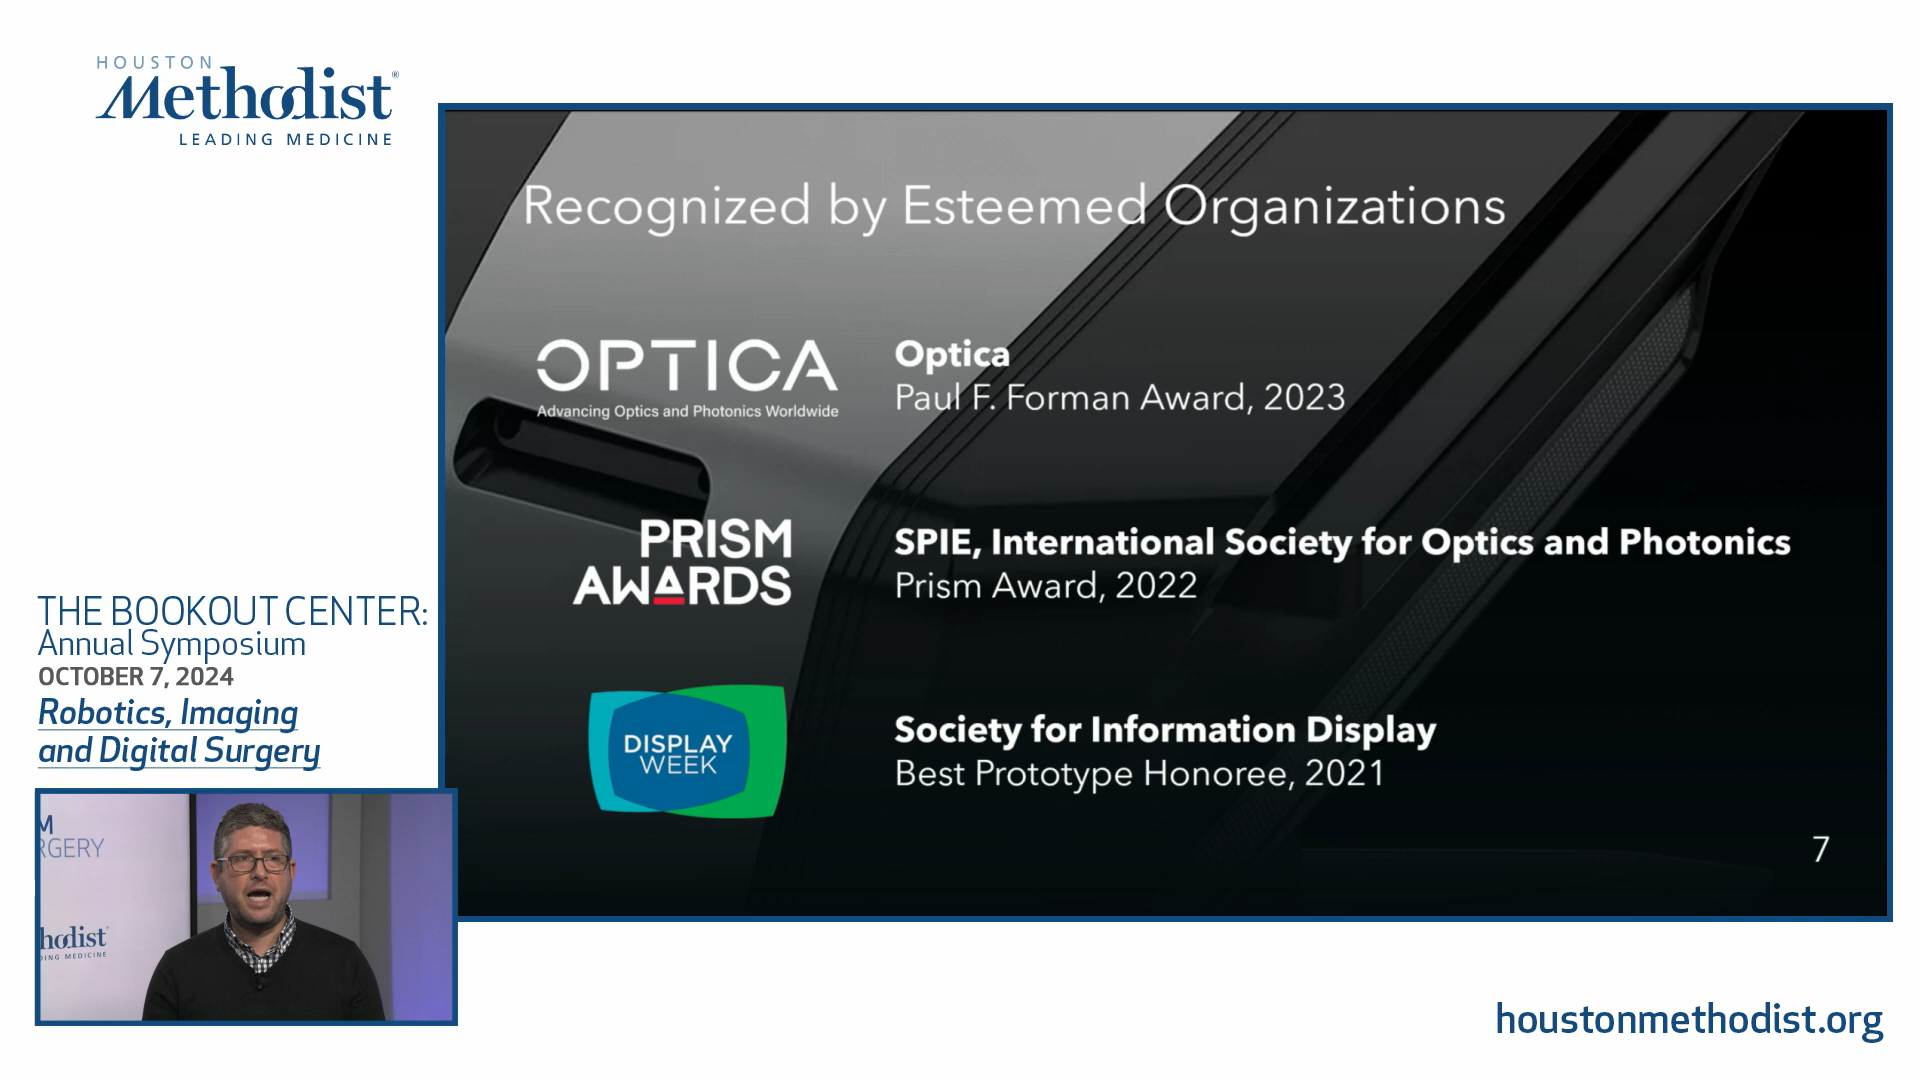 HOUSTON
Methodist®
LEADING MEDICINE
Recognized by Esteemed Organizations
OPTICA
Advancing Optics and Photonics Worldwide
Optica
Paul F. Forman Award, 2023
PRISM
AWARDS
SPIE, International Society for Optics and Photonics
Prism Award, 2022
DISPLAY
WEEK
Society for Information Display
Best Prototype Honoree, 2021
7
THE BOOKOUT CENTER:
Annual Symposium
OCTOBER 7, 2024
Robotics, Imaging
and Digital Surgery
M
RGERY
hodist
DING MEDICINE
houstonmethodist.org